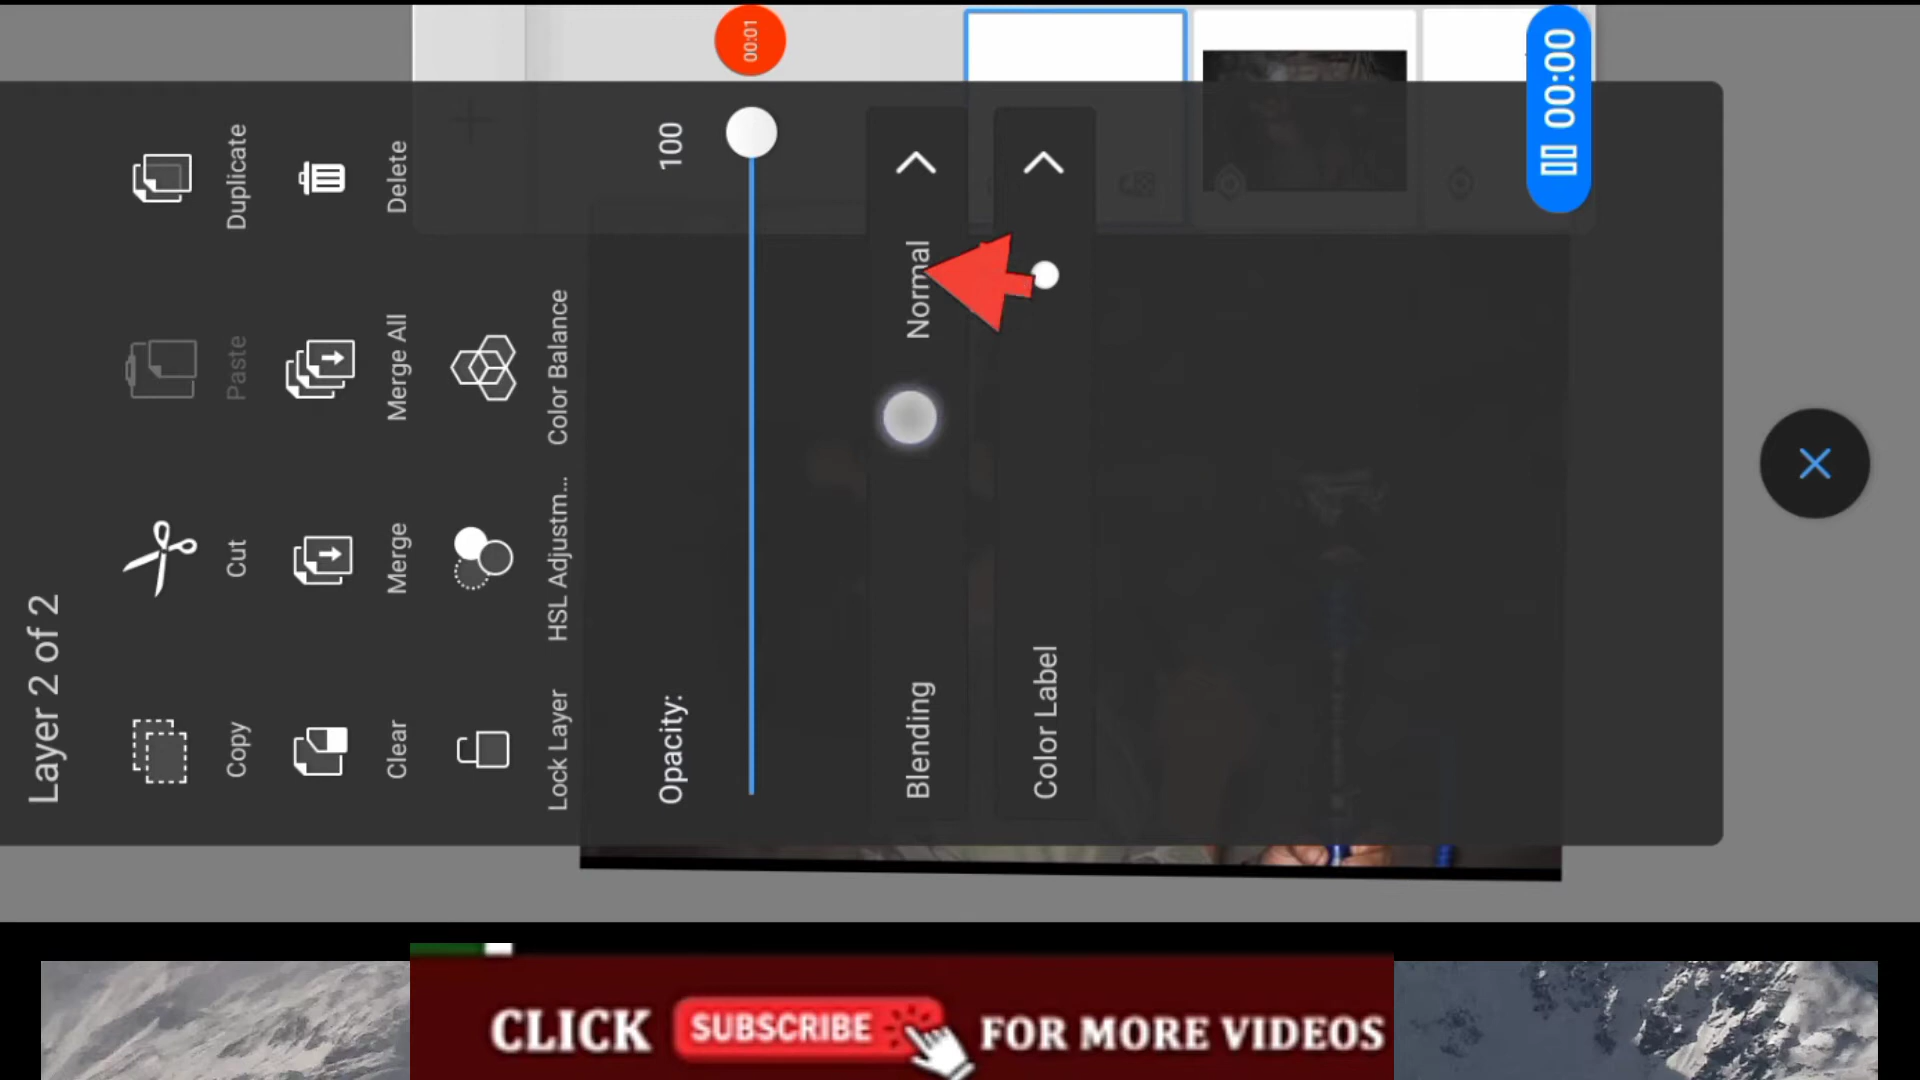 Layer 2 of 2
Copy Cut Paste Duplicate
Clear Merge Merge All Delete
Lock Layer HSL Adjustm... Color Balance
Opacity: 100
Blending Normal
Color Label
00:01
00:00
CLICK SUBSCRIBE FOR MORE VIDEOS